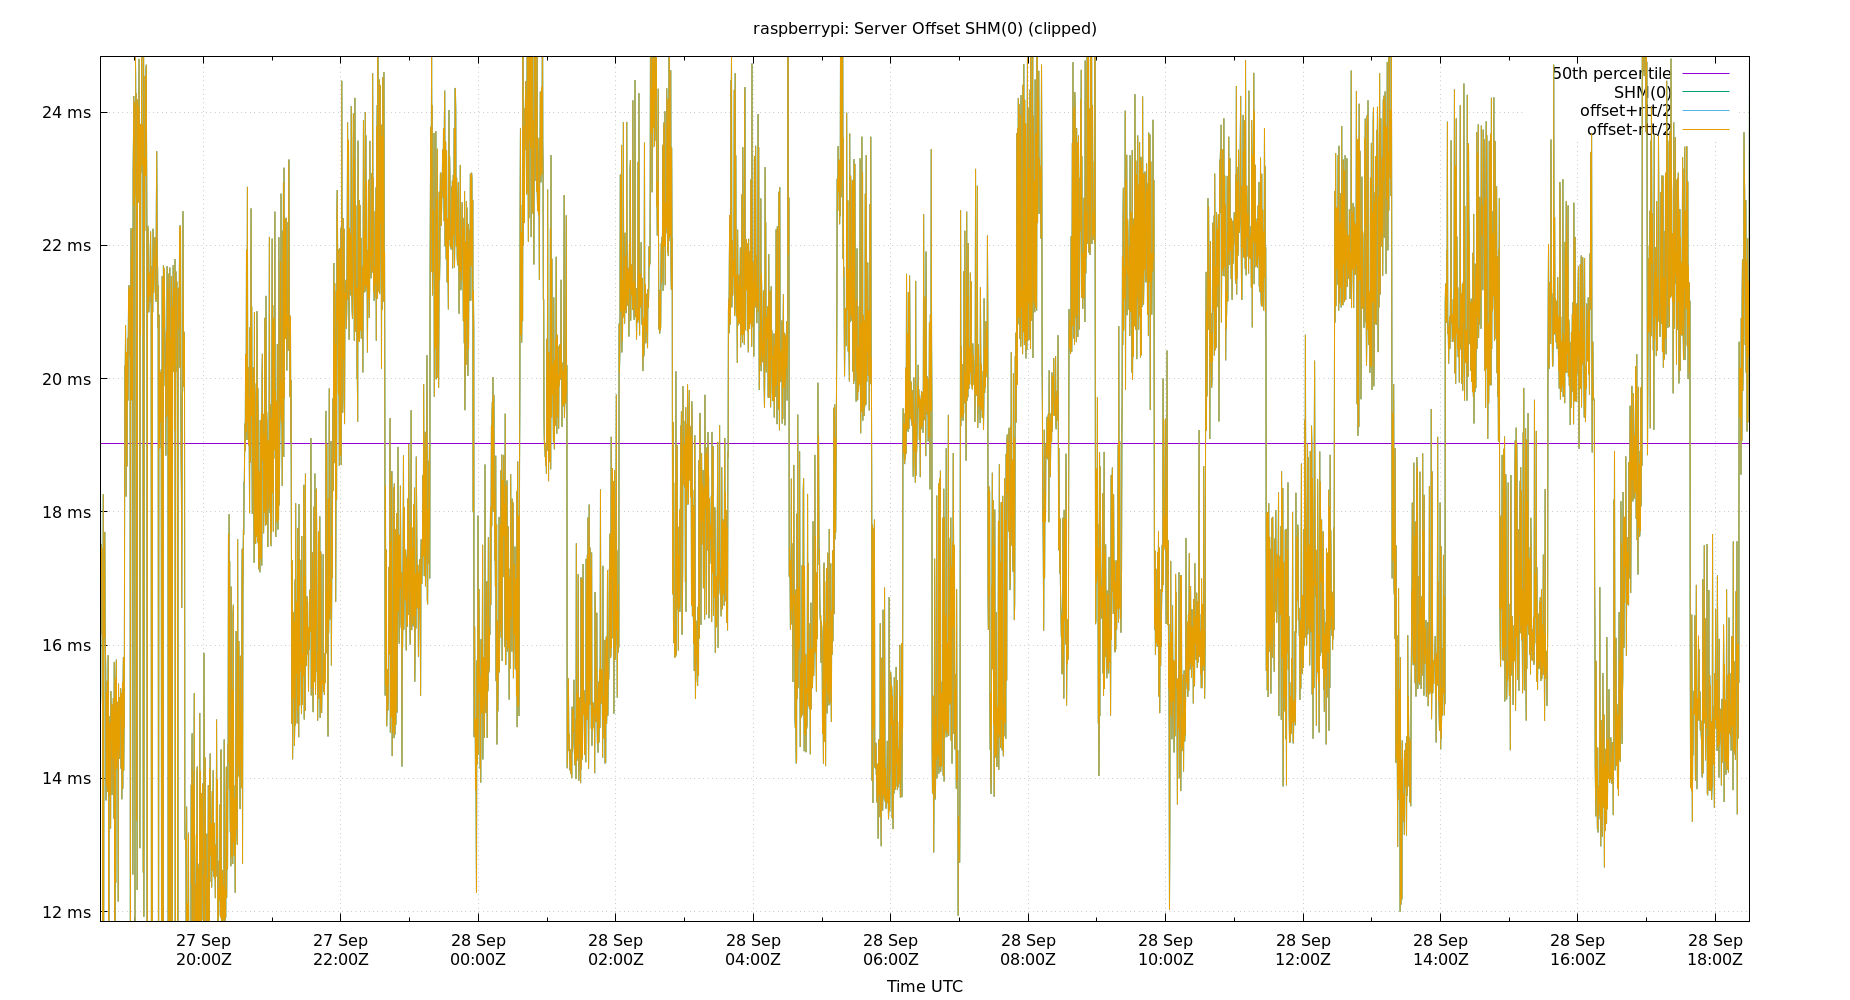 raspberrypi: Server Offset SHM(0) (clipped)
50th percentile
SHM(0)
offset+rtt/2
offset-rtt/2
24 ms
22 ms
20 ms
18 ms
16 ms
14 ms
12 ms
27 Sep 27 Sep 28 Sep 28 Sep 28 Sep 28 Sep 28 Sep 28 Sep 28 Sep 28 Sep 28 Sep 28 Sep
20:00Z 22:00Z 00:00Z 02:00Z 04:00Z 06:00Z 08:00Z 10:00Z 12:00Z 14:00Z 16:00Z 18:00Z
Time UTC